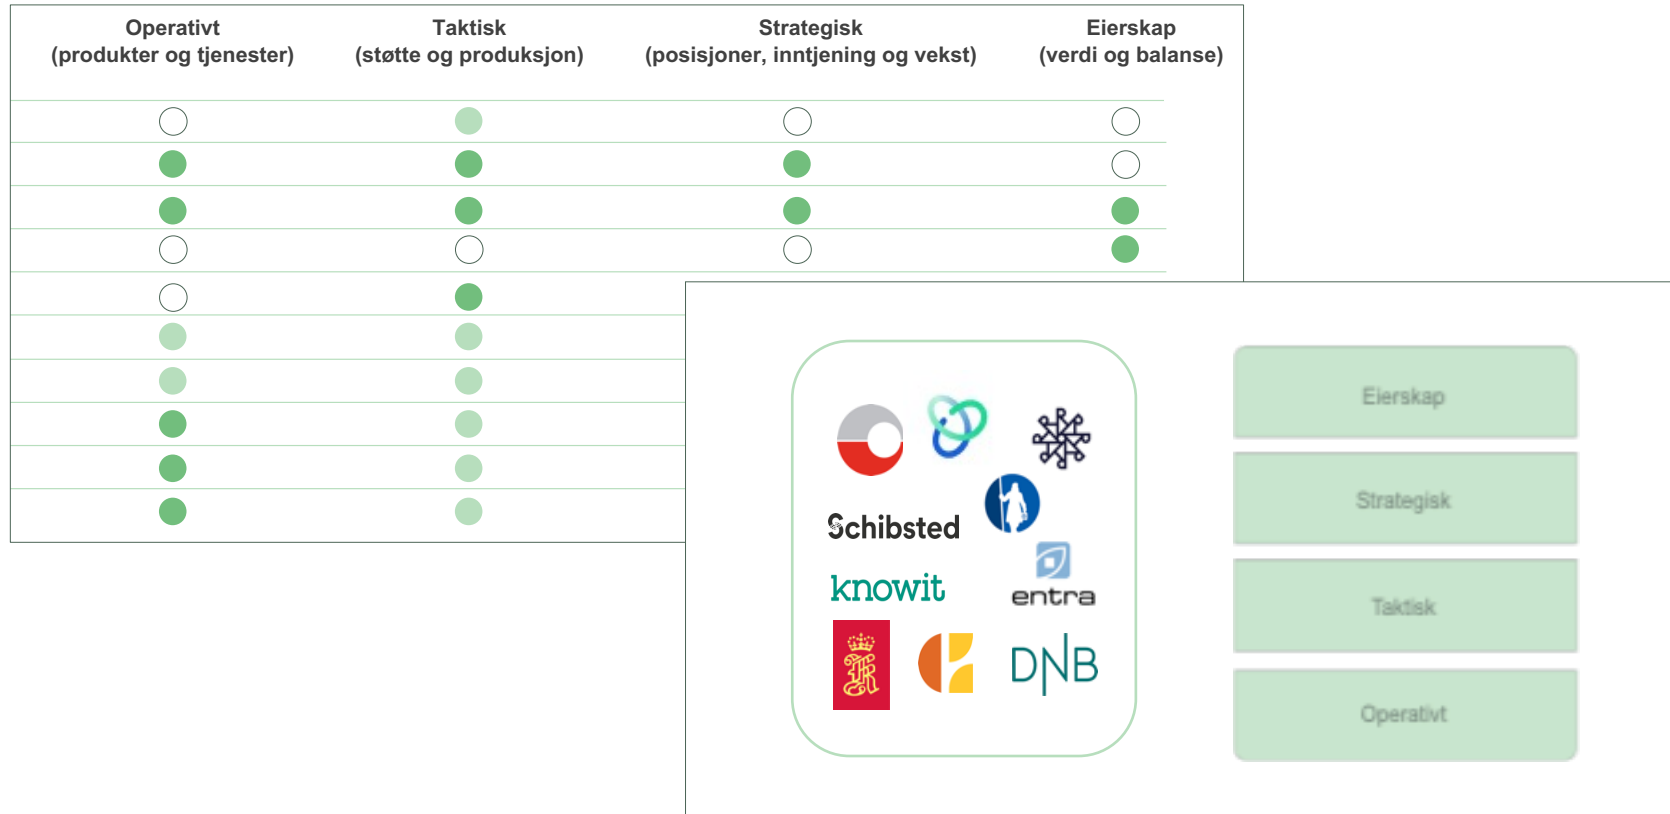 Operativt
(produkter og tjenester)
Taktisk
(støtte og produksjon)
Strategisk
(posisjoner, inntjening og vekst)
Eierskap
(verdi og balanse)
Schibsted
knowit
entra
DNB
Eierskap
Strategisk
Taktisk
Operativt